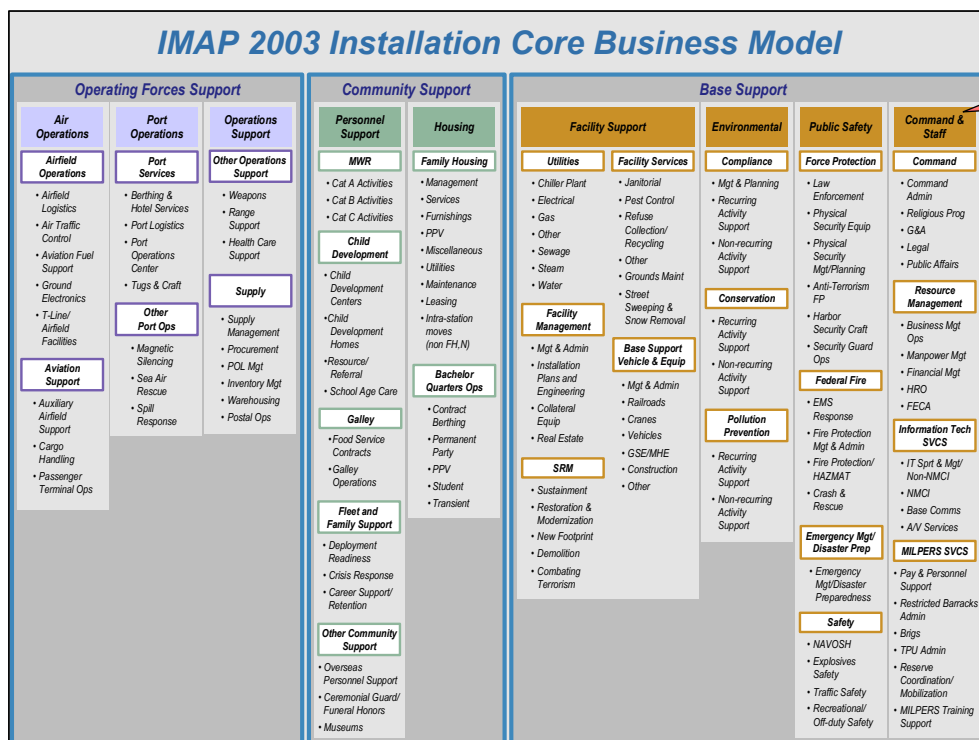 IMAP 2003 Installation Core Business Model
Operating Forces Support
Air
Operations
Airfield
Operations
• Airfield
Logistics
• Air Traffic
Control
• Aviation Fuel
Support
• Ground
Electronics
• T-Line/
Airfield
Facilities
Aviation
Support
• Auxiliary
Airfield
Support
• Cargo
Handling
• Passenger
Terminal Ops
Port
Operations
Port
Services
• Berthing &
Hotel Services
• Port Logistics
• Port
Operations
Center
• Tugs & Craft
Other
Port Ops
• Magnetic
Silencing
• Sea Air
Rescue
• Spill
Response
Operations
Support
Other Operations
Support
• Weapons
• Range
Support
• Health Care
Support
Supply
• Supply
Management
• Procurement
• POL Mgt
• Inventory Mgt
• Warehousing
• Postal Ops
Community Support
Personnel
Support
MWR
• Cat A Activities
• Cat B Activities
• Cat C Activities
Child
Development
• Child
Development
Centers
•Child
Development
Homes
•Resource/
Referral
• School Age Care
Galley
•Food Service
Contracts
•Galley
Operations
Fleet and
Family Support
• Deployment
Readiness
• Crisis Response
• Career Support/
Retention
Other Community
Support
• Overseas
Personnel Support
• Ceremonial Guard/
Funeral Honors
• Museums
Housing
Family Housing
• Management
• Services
• Furnishings
• PPV
• Miscellaneous
• Utilities
• Maintenance
• Leasing
• Intra-station
moves
(non FH,N)
Bachelor
Quarters Ops
• Contract
Berthing
• Permanent
Party
• PPV
• Student
• Transient
Base Support
Facility Support
Utilities
• Chiller Plant
• Electrical
• Gas
• Other
• Sewage
• Steam
• Water
Facility
Management
• Mgt & Admin
• Installation
Plans and
Engineering
• Collateral
Equip
• Real Estate
SRM
• Sustainment
• Restoration &
Modernization
• New Footprint
• Demolition
• Combating
Terrorism
Facility Services
• Janitorial
• Pest Control
• Refuse
Collection/
Recycling
• Other
• Grounds Maint
• Street
Sweeping &
Snow Removal
Base Support
Vehicle & Equip
• Mgt & Admin
• Railroads
• Cranes
• Vehicles
• GSE/MHE
• Construction
• Other
Environmental
Compliance
• Mgt & Planning
• Recurring
Activity
Support
• Non-recurring
Activity
Support
Conservation
• Recurring
Activity
Support
• Non-recurring
Activity
Support
Pollution
Prevention
• Recurring
Activity
Support
• Non-recurring
Activity
Support
Public Safety
Force Protection
• Law
Enforcement
• Physical
Security Equip
• Physical
Security
Mgt/Planning
• Anti-Terrorism
FP
• Harbor
Security Craft
• Security Guard
Ops
Federal Fire
• EMS
Response
• Fire Protection
Mgt & Admin
• Fire Protection/
HAZMAT
• Crash &
Rescue
Emergency Mgt/
Disaster Prep
• Emergency
Mgt/Disaster
Preparedness
Safety
• NAVOSH
• Explosives
Safety
• Traffic Safety
• Recreational/
Off-duty Safety
Command &
Staff
Command
• Command
Admin
• Religious Prog
• G&A
• Legal
• Public Affairs
Resource
Management
• Business Mgt
Ops
• Manpower Mgt
• Financial Mgt
• HRO
• FECA
Information Tech
SVCS
• IT Sprt & Mgt/
Non-NMCI
• NMCI
• Base Comms
• A/V Services
MILPERS SVCS
• Pay & Personnel
Support
• Restricted Barracks
Admin
• Brigs
• TPU Admin
• Reserve
Coordination/
Mobilization
• MILPERS Training
Support